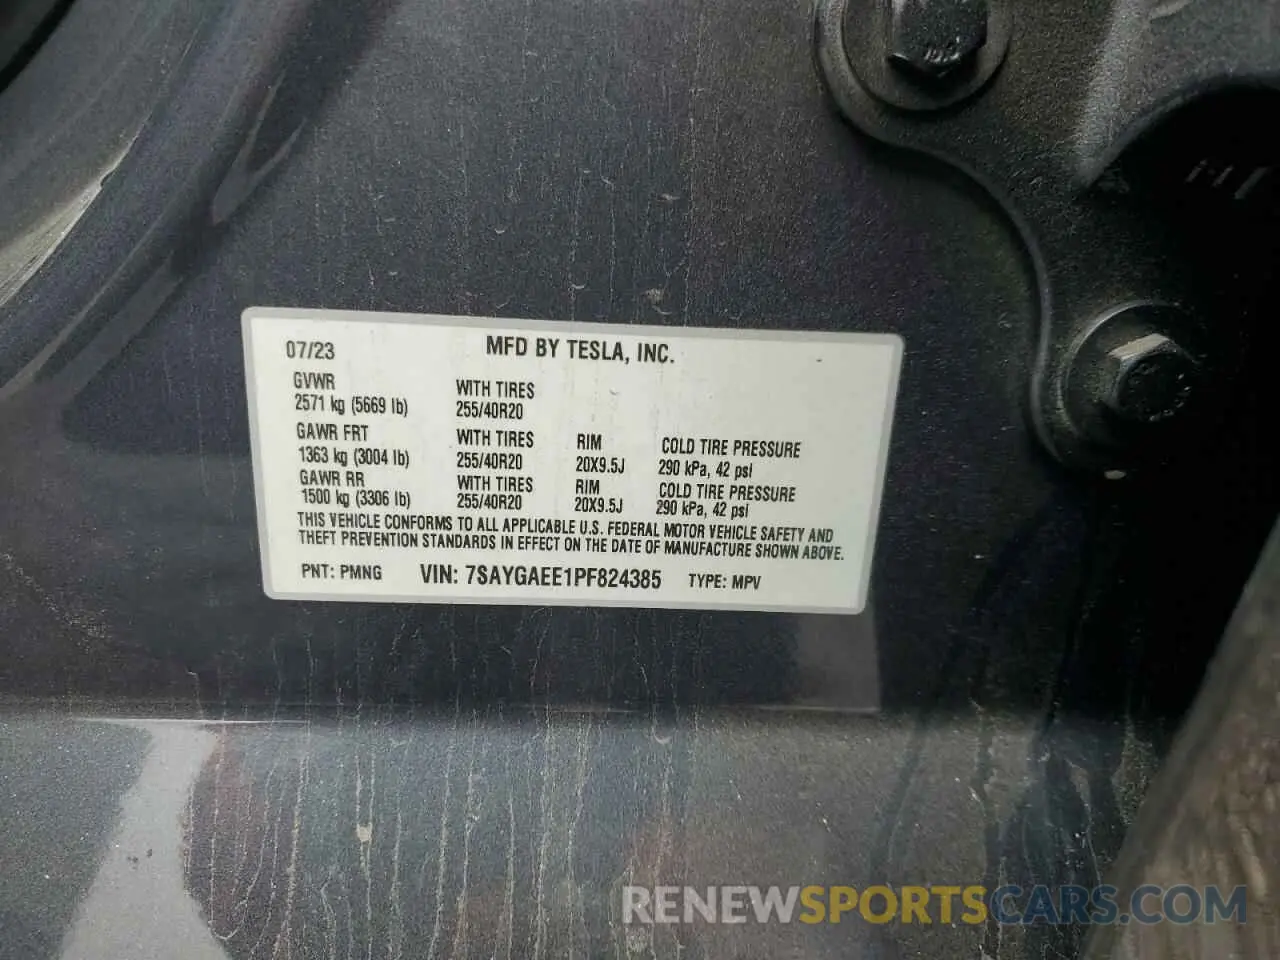 07/23 MFD BY TESLA, INC.
GVWR WITH TIRES
2571 kg (5669 lb) 255/40R20
GAWR FRT WITH TIRES RIM COLD TIRE PRESSURE
1363 kg (3004 lb) 255/40R20 20X9.5J 290 kPa, 42 psi
GAWR RR WITH TIRES RIM COLD TIRE PRESSURE
1500 kg (3306 lb) 255/40R20 20X9.5J 290 kPa, 42 psi
THIS VEHICLE CONFORMS TO ALL APPLICABLE U.S. FEDERAL MOTOR VEHICLE SAFETY AND
THEFT PREVENTION STANDARDS IN EFFECT ON THE DATE OF MANUFACTURE SHOWN ABOVE.
PNT: PMNG VIN: 7SAYGAEE1PF824385 TYPE: MPV
RENEWSPORTSCARS.COM